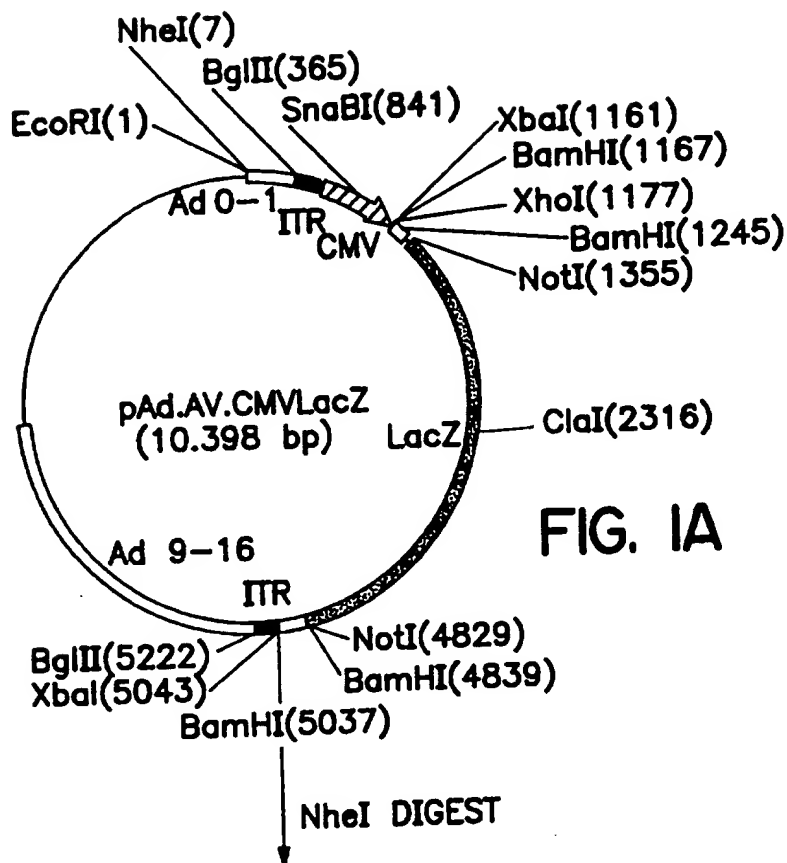 NheI(7)
BglII(365)
SnaBI(841)
EcoRI(1)
XbaI(1161)
BamHI(1167)
XhoI(1177)
BamHI(1245)
NotI(1355)
Ad 0-1
ITR
CMV
pAd.AV.CMVLacZ
(10.398 bp)
LacZ
ClaI(2316)
FIG. 1A
Ad 9-16
ITR
BglII(5222)
XbaI(5043)
BamHI(5037)
NotI(4829)
BamHI(4839)
NheI DIGEST